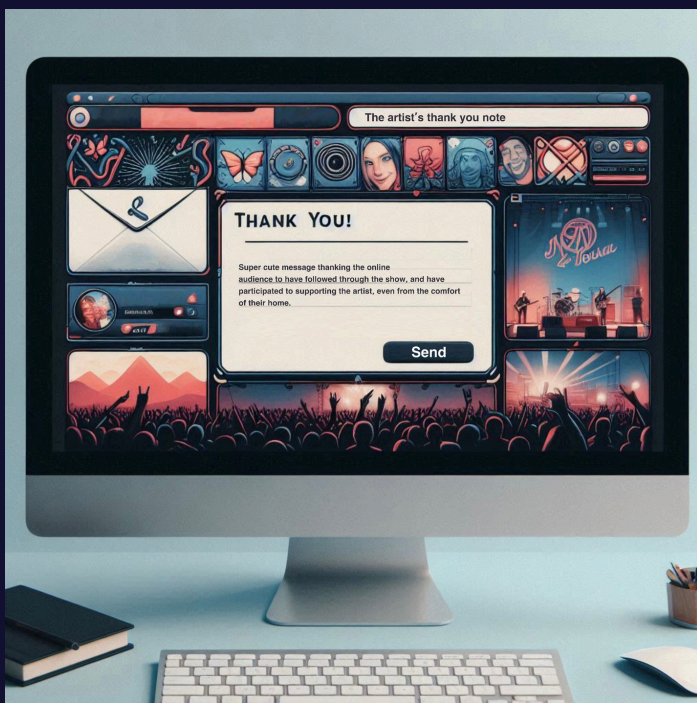 The artist's thank you note
THANK YOU!
Super cute message thanking the online
audience to have followed through the show, and have
participated to supporting the artist, even from the comfort
of their home.
Send